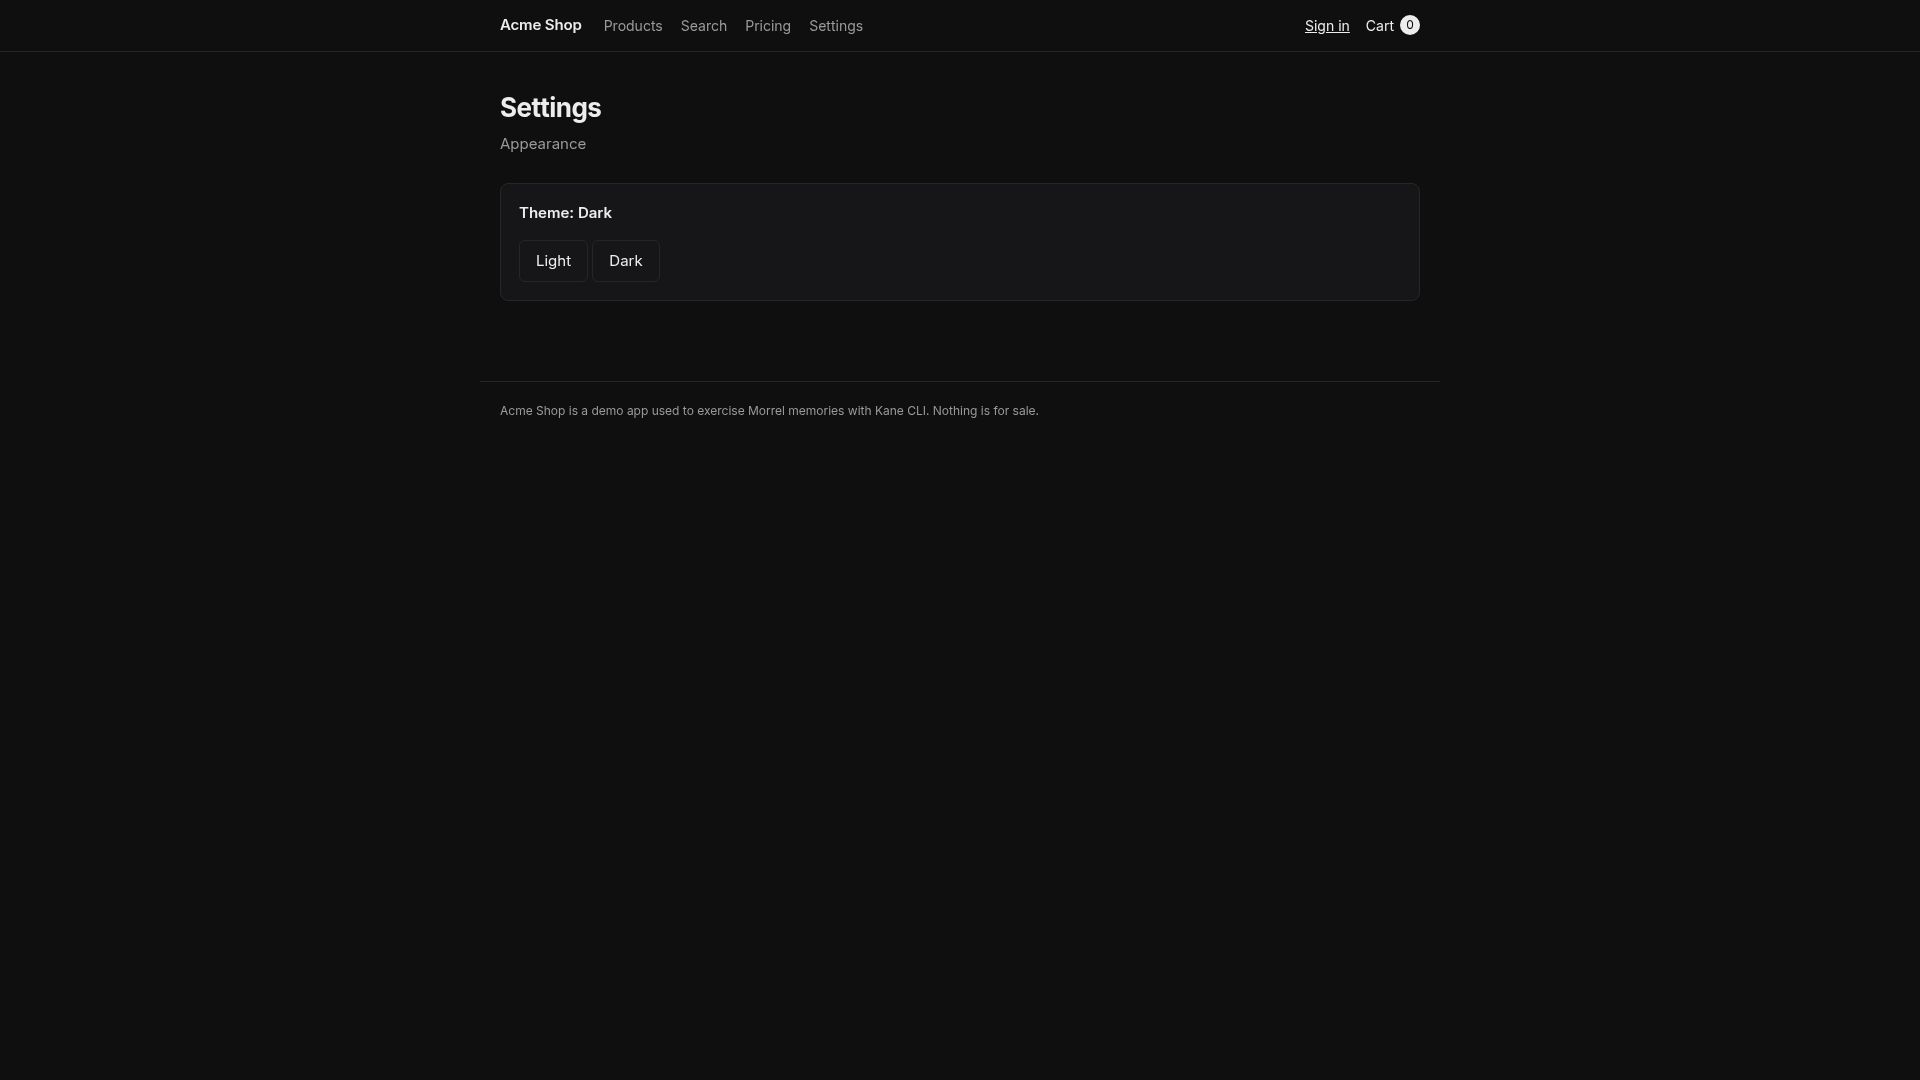 Acme Shop Products Search Pricing Settings Sign in Cart 0
Settings
Appearance
Theme: Dark
Light Dark
Acme Shop is a demo app used to exercise Morrel memories with Kane CLI. Nothing is for sale.